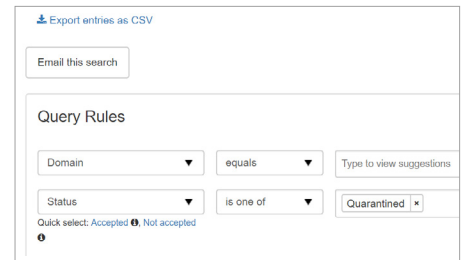 Export entries as CSV
Email this search
Query Rules
Domain equals Type to view suggestions
Status is one of Quarantined ×
Quick select: Accepted , Not accepted